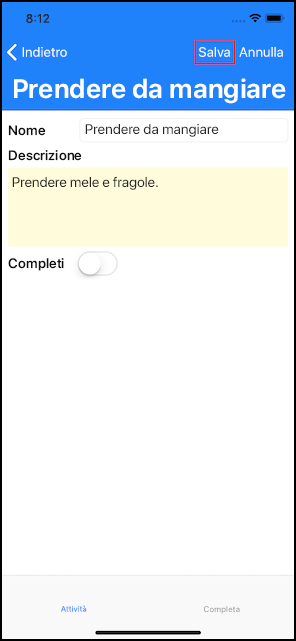 8:12
Indietro Salva Annulla
Prendere da mangiare
Nome Prendere da mangiare
Descrizione
Prendere mele e fragole.
Completi
Attività Completa